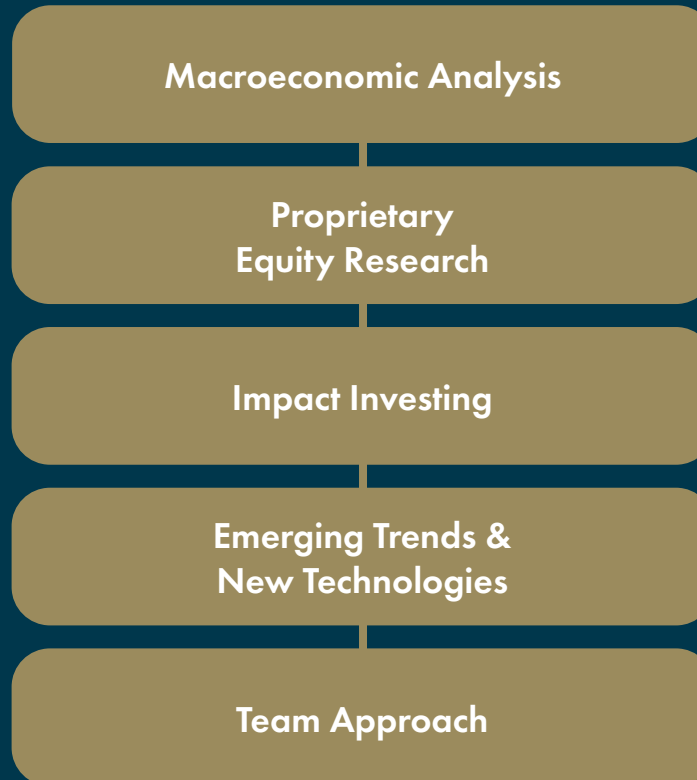 Macroeconomic Analysis
Proprietary
Equity Research
Impact Investing
Emerging Trends &
New Technologies
Team Approach